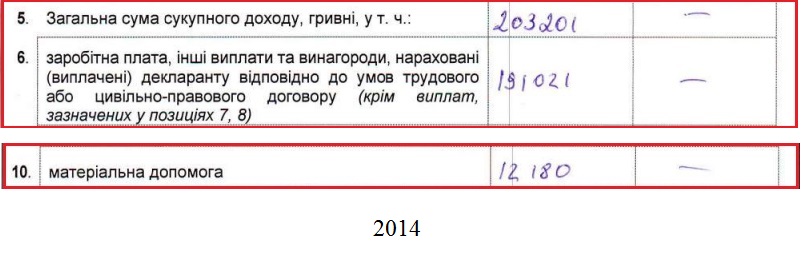 5. Загальна сума сукупного доходу, гривні, у т. ч.: 203201 —
6. заробітна плата, інші виплати та винагороди, нараховані 191021 —
(виплачені) декларанту відповідно до умов трудового
або цивільно-правового договору (крім виплат,
зазначених у позиціях 7, 8)
10. матеріальна допомога 12 180 —
2014